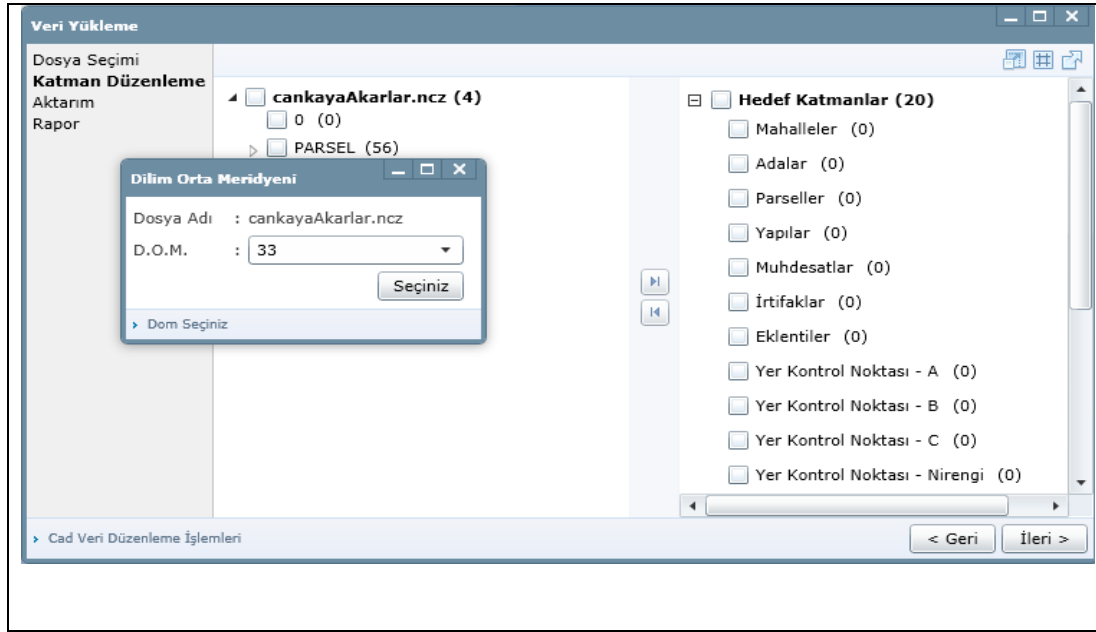 Veri Yükleme
Dosya Seçimi
Katman Düzenleme
Aktarım
Rapor
cankayaAkarlar.ncz (4)
0 (0)
PARSEL (56)
Dilim Orta Meridyeni
Dosya Adı : cankayaAkarlar.ncz
D.O.M. : 33
Seçiniz
Dom Seçiniz
Hedef Katmanlar (20)
Mahalleler (0)
Adalar (0)
Parseller (0)
Yapılar (0)
Muhdesatlar (0)
İrtifaklar (0)
Eklentiler (0)
Yer Kontrol Noktası - A (0)
Yer Kontrol Noktası - B (0)
Yer Kontrol Noktası - C (0)
Yer Kontrol Noktası - Nirengi (0)
Cad Veri Düzenleme İşlemleri
< Geri
İleri >